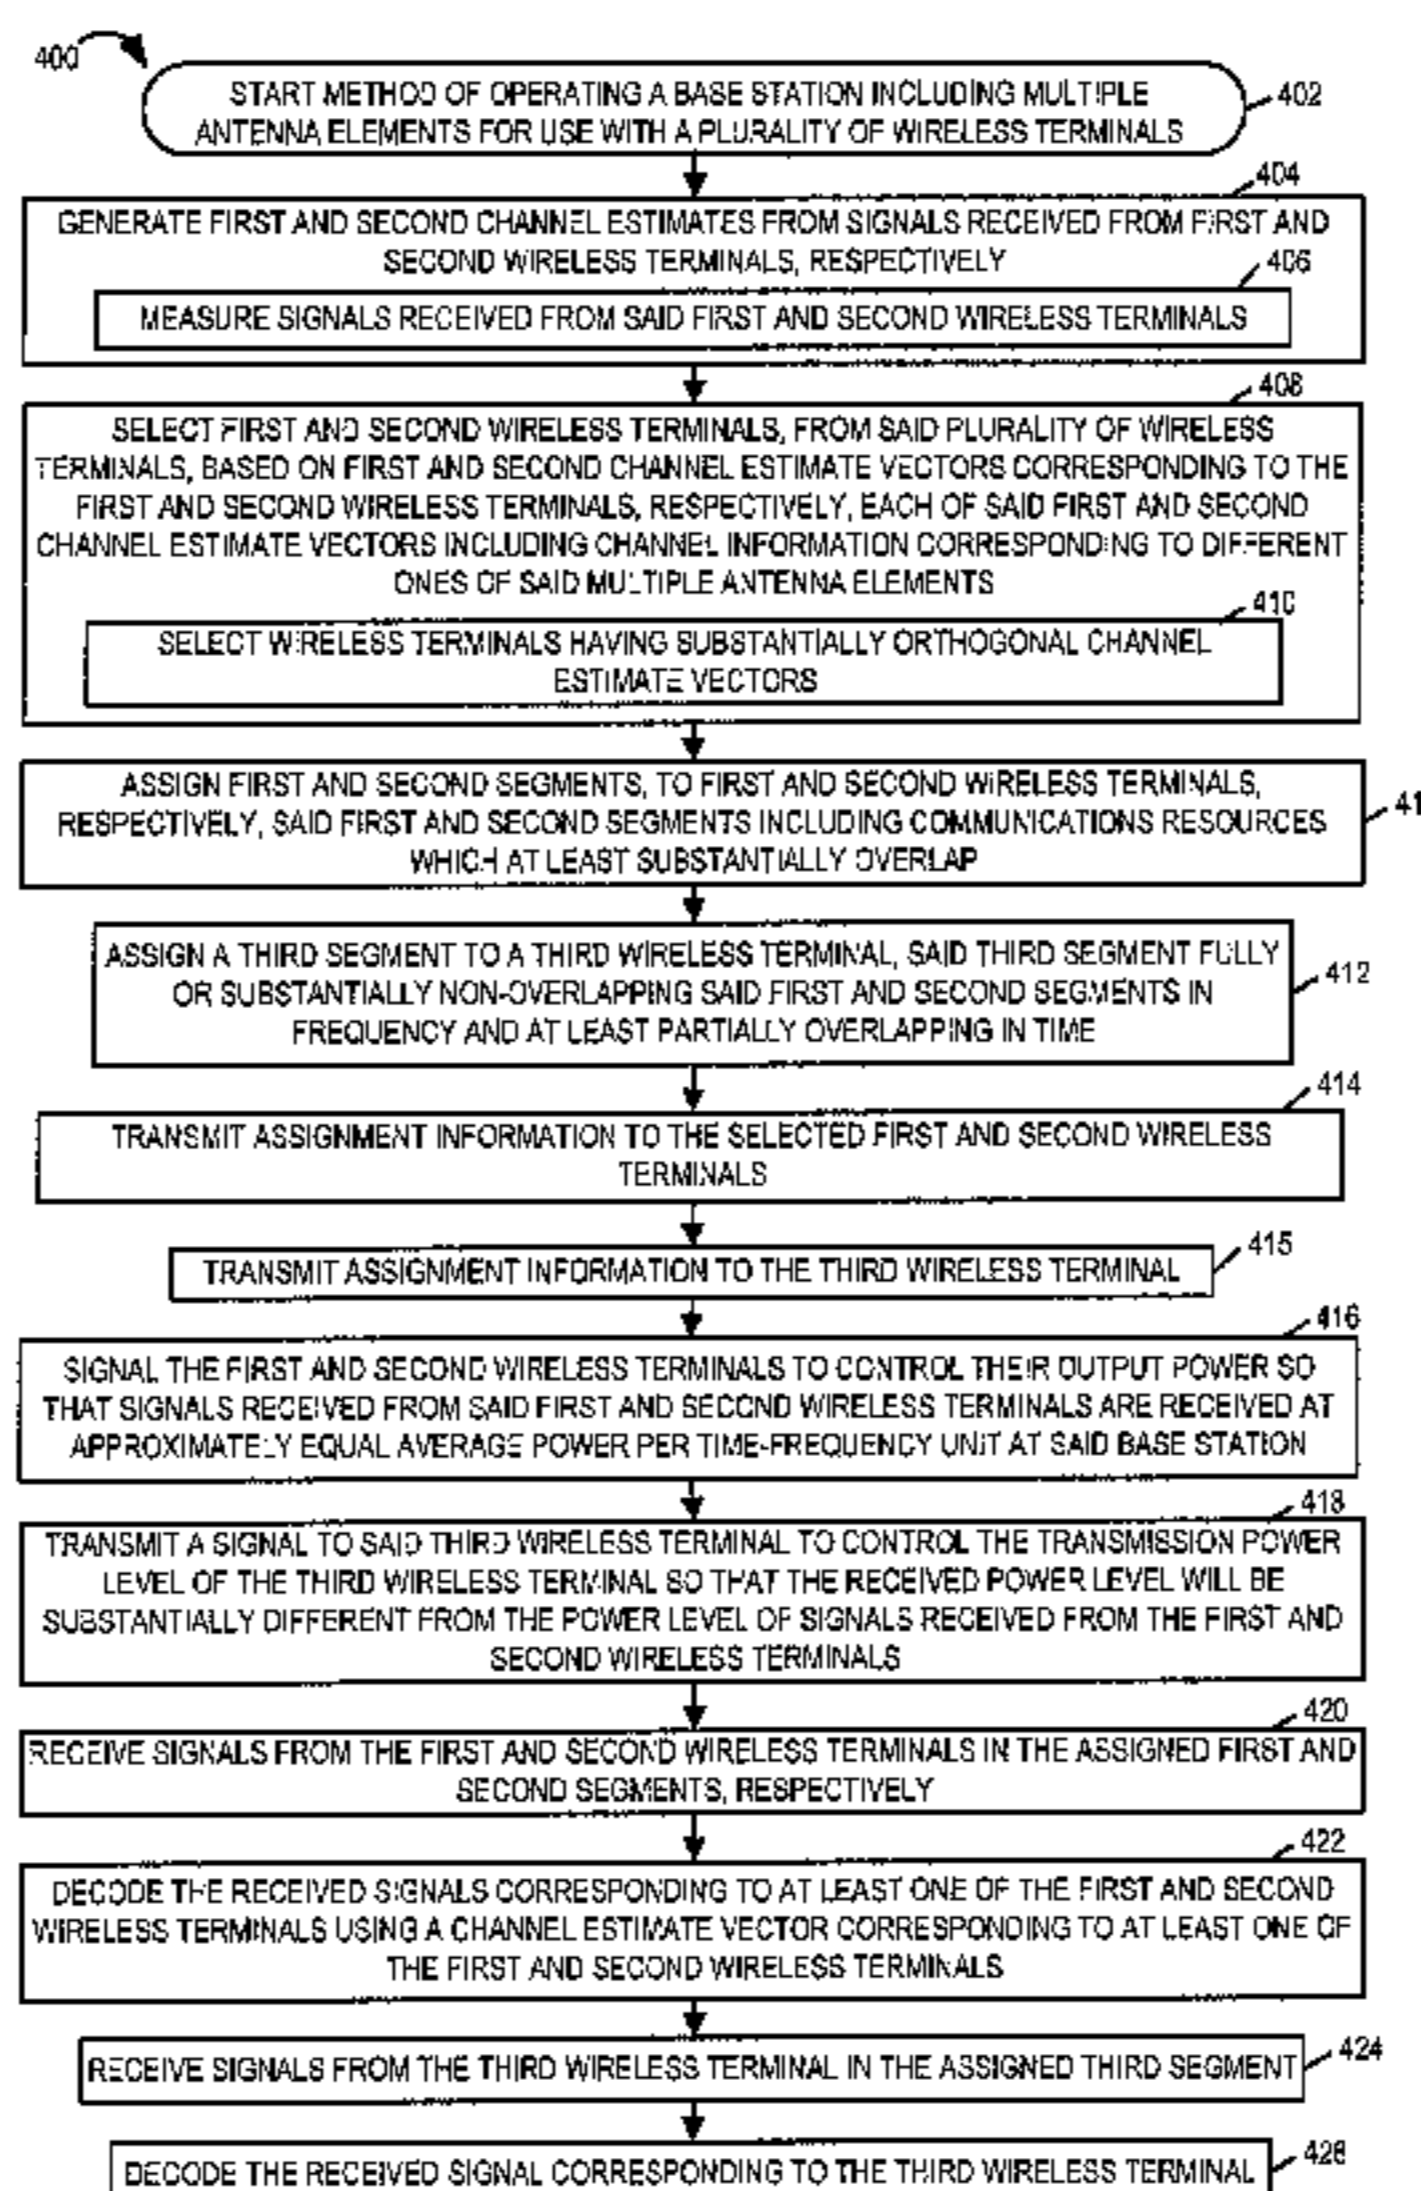 400
START METHOD OF OPERATING A BASE STATION INCLUDING MULTIPLE
ANTENNA ELEMENTS FOR USE WITH A PLURALITY OF WIRELESS TERMINALS
402
404
GENERATE FIRST AND SECOND CHANNEL ESTIMATES FROM SIGNALS RECEIVED FROM FIRST AND
SECOND WIRELESS TERMINALS, RESPECTIVELY
406
MEASURE SIGNALS RECEIVED FROM SAID FIRST AND SECOND WIRELESS TERMINALS
408
SELECT FIRST AND SECOND WIRELESS TERMINALS, FROM SAID PLURALITY OF WIRELESS
TERMINALS, BASED ON FIRST AND SECOND CHANNEL ESTIMATE VECTORS CORRESPONDING TO THE
FIRST AND SECOND WIRELESS TERMINALS, RESPECTIVELY, EACH OF SAID FIRST AND SECOND
CHANNEL ESTIMATE VECTORS INCLUDING CHANNEL INFORMATION CORRESPONDING TO DIFFERENT
ONES OF SAID MULTIPLE ANTENNA ELEMENTS
410
SELECT WIRELESS TERMINALS HAVING SUBSTANTIALLY ORTHOGONAL CHANNEL
ESTIMATE VECTORS
ASSIGN FIRST AND SECOND SEGMENTS, TO FIRST AND SECOND WIRELESS TERMINALS,
RESPECTIVELY, SAID FIRST AND SECOND SEGMENTS INCLUDING COMMUNICATIONS RESOURCES
WHICH AT LEAST SUBSTANTIALLY OVERLAP
41
ASSIGN A THIRD SEGMENT TO A THIRD WIRELESS TERMINAL, SAID THIRD SEGMENT FULLY
OR SUBSTANTIALLY NON-OVERLAPPING SAID FIRST AND SECOND SEGMENTS IN
FREQUENCY AND AT LEAST PARTIALLY OVERLAPPING IN TIME
412
414
TRANSMIT ASSIGNMENT INFORMATION TO THE SELECTED FIRST AND SECOND WIRELESS
TERMINALS
415
TRANSMIT ASSIGNMENT INFORMATION TO THE THIRD WIRELESS TERMINAL
416
SIGNAL THE FIRST AND SECOND WIRELESS TERMINALS TO CONTROL THEIR OUTPUT POWER SO
THAT SIGNALS RECEIVED FROM SAID FIRST AND SECOND WIRELESS TERMINALS ARE RECEIVED AT
APPROXIMATELY EQUAL AVERAGE POWER PER TIME-FREQUENCY UNIT AT SAID BASE STATION
418
TRANSMIT A SIGNAL TO SAID THIRD WIRELESS TERMINAL TO CONTROL THE TRANSMISSION POWER
LEVEL OF THE THIRD WIRELESS TERMINAL SO THAT THE RECEIVED POWER LEVEL WILL BE
SUBSTANTIALLY DIFFERENT FROM THE POWER LEVEL OF SIGNALS RECEIVED FROM THE FIRST AND
SECOND WIRELESS TERMINALS
420
RECEIVE SIGNALS FROM THE FIRST AND SECOND WIRELESS TERMINALS IN THE ASSIGNED FIRST AND
SECOND SEGMENTS, RESPECTIVELY
422
DECODE THE RECEIVED SIGNALS CORRESPONDING TO AT LEAST ONE OF THE FIRST AND SECOND
WIRELESS TERMINALS USING A CHANNEL ESTIMATE VECTOR CORRESPONDING TO AT LEAST ONE OF
THE FIRST AND SECOND WIRELESS TERMINALS
RECEIVE SIGNALS FROM THE THIRD WIRELESS TERMINAL IN THE ASSIGNED THIRD SEGMENT
424
DECODE THE RECEIVED SIGNAL CORRESPONDING TO THE THIRD WIRELESS TERMINAL
426